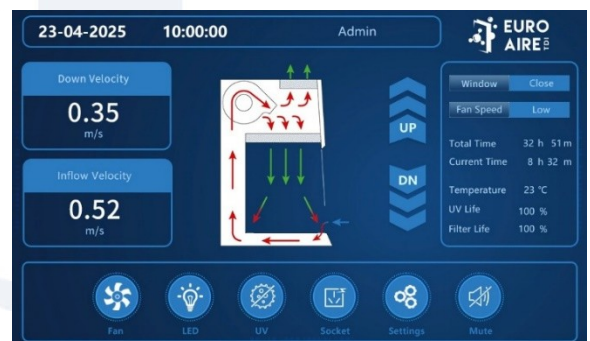 23-04-2025 10:00:00 Admin
EURO
AIRE TDI
Down Velocity
0.35
m/s
Inflow Velocity
0.52
m/s
UP
DN
Window Close
Fan Speed Low
Total Time 32 h 51 m
Current Time 8 h 32 m
Temperature 23 °C
UV Life 100 %
Filter Life 100 %
Fan LED UV Socket Settings Mute